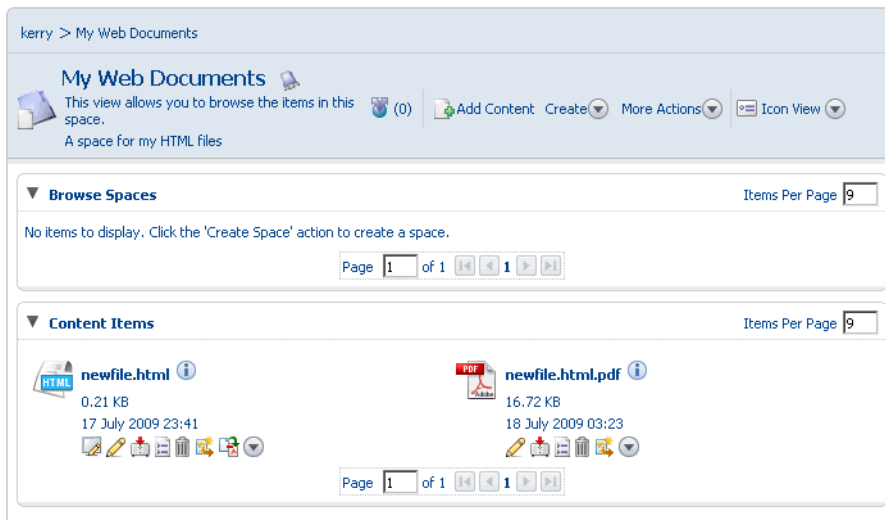 kerry > My Web Documents
My Web Documents
This view allows you to browse the items in this
space.
A space for my HTML files
(0)
Add Content Create More Actions Icon View
Browse Spaces Items Per Page 9
No items to display. Click the 'Create Space' action to create a space.
Page 1 of 1 1
Content Items Items Per Page 9
HTML newfile.html
0.21 KB
17 July 2009 23:41
PDF Adobe newfile.html.pdf
16.72 KB
18 July 2009 03:23
Page 1 of 1 1